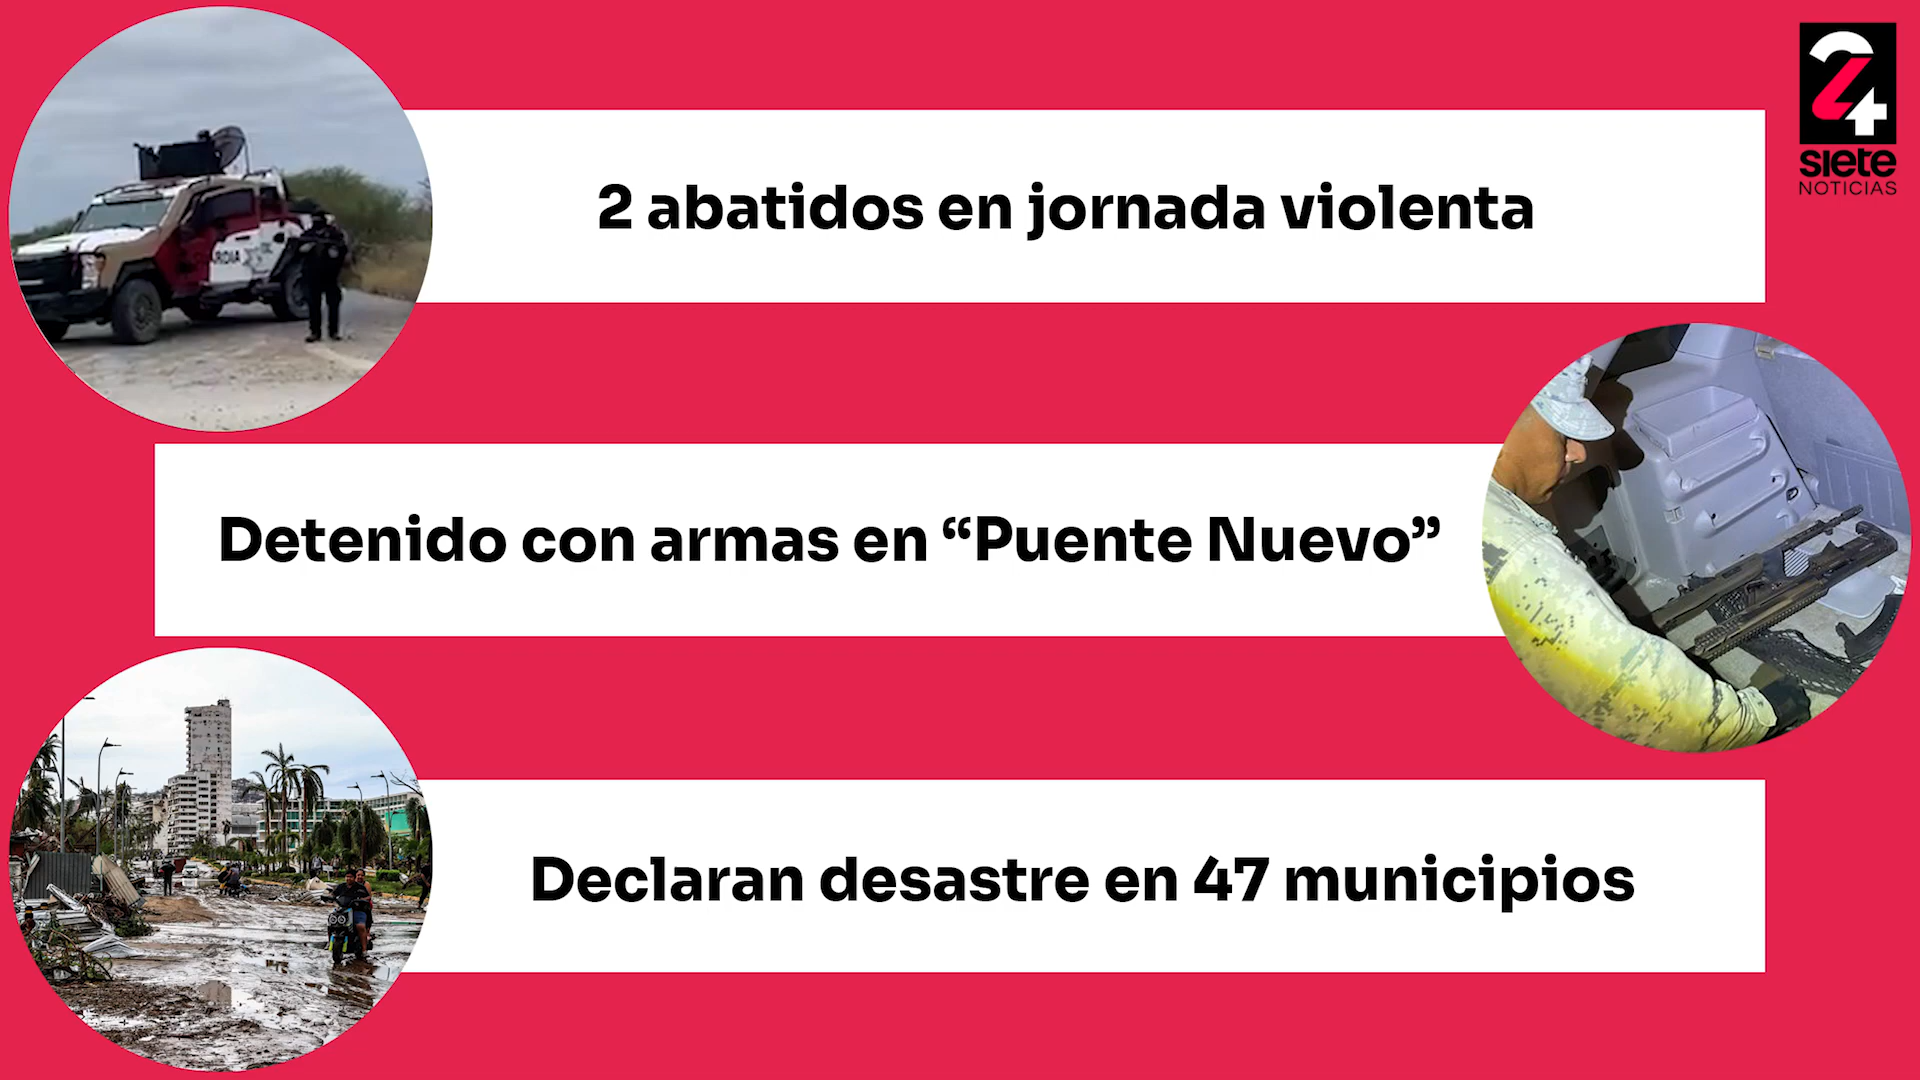 24
siete
NOTICIAS
2 abatidos en jornada violenta
RDIA
Detenido con armas en “Puente Nuevo”
Declaran desastre en 47 municipios